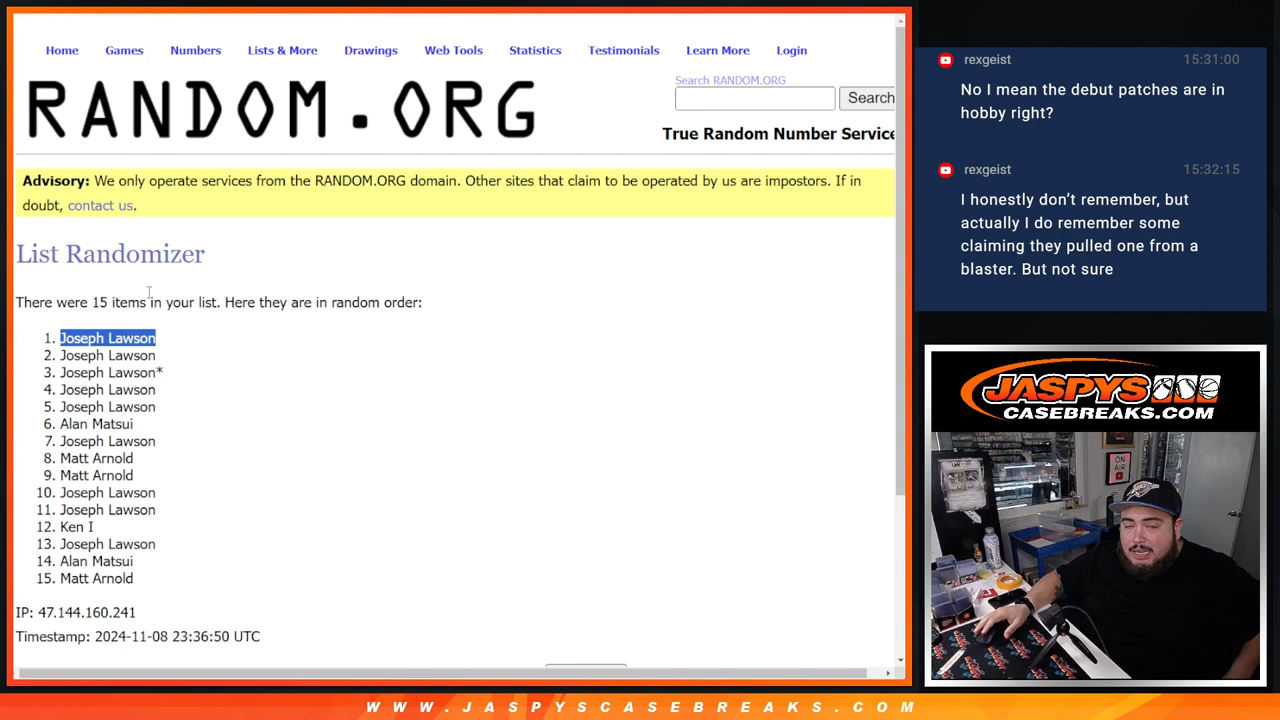 Home Games Numbers Lists & More Drawings Web Tools Statistics Testimonials Learn More Login
RANDOM.ORG
Search RANDOM.ORG
Search
True Random Number Service
Advisory: We only operate services from the RANDOM.ORG domain. Other sites that claim to be operated by us are impostors. If in
doubt, contact us.
List Randomizer
There were 15 items in your list. Here they are in random order:
1. Joseph Lawson
2. Joseph Lawson
3. Joseph Lawson*
4. Joseph Lawson
5. Joseph Lawson
6. Alan Matsui
7. Joseph Lawson
8. Matt Arnold
9. Matt Arnold
10. Joseph Lawson
11. Joseph Lawson
12. Ken I
13. Joseph Lawson
14. Alan Matsui
15. Matt Arnold
IP: 47.144.160.241
Timestamp: 2024-11-08 23:36:50 UTC
rexgeist 15:31:00
No I mean the debut patches are in
hobby right?
rexgeist 15:32:15
I honestly don’t remember, but
actually I do remember some
claiming they pulled one from a
blaster. But not sure
JASPYS
CASEBREAKS.COM
ON
AIR
WWW.JASPYSCASEBREAKS.COM